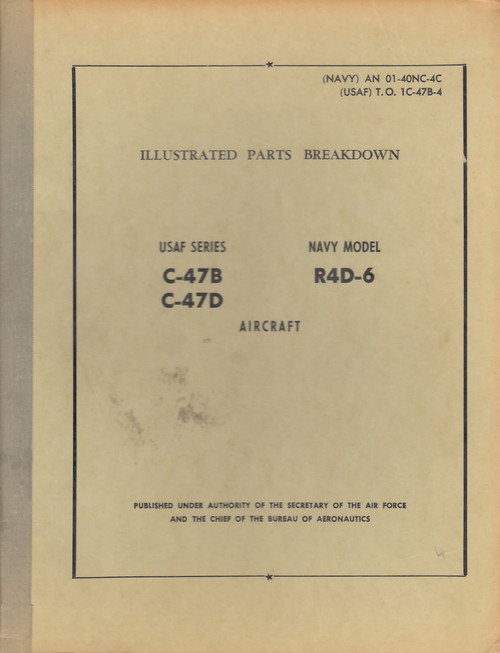 (NAVY) AN 01-40NC-4C
(USAF) T.O. 1C-47B-4
ILLUSTRATED PARTS BREAKDOWN
USAF SERIES NAVY MODEL
C-47B R4D-6
C-47D
AIRCRAFT
PUBLISHED UNDER AUTHORITY OF THE SECRETARY OF THE AIR FORCE
AND THE CHIEF OF THE BUREAU OF AERONAUTICS